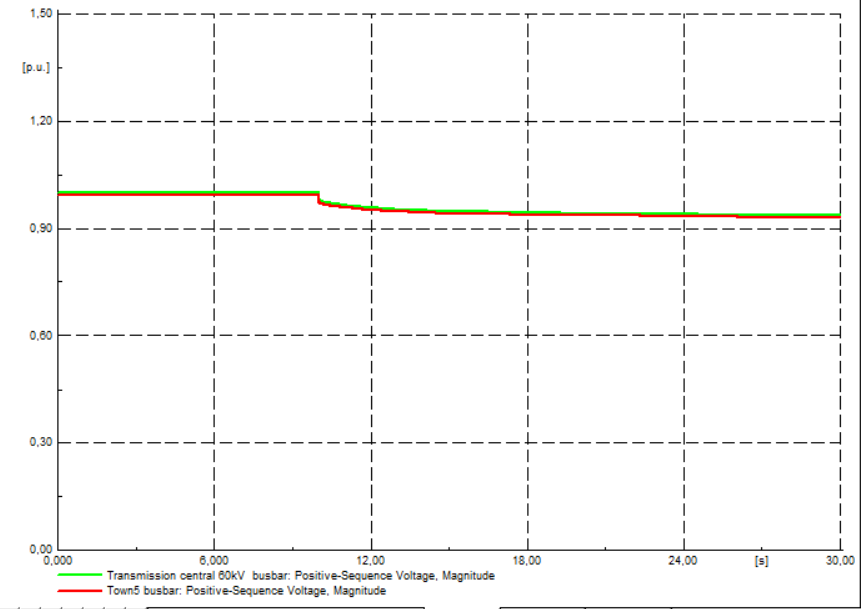 1,50
[p.u.]
1,20
0,90
0,60
0,30
0,00
0,000 6,000 12,00 18,00 24,00 [s] 30,00
Transmission central 60kV busbar: Positive-Sequence Voltage, Magnitude
Town5 busbar: Positive-Sequence Voltage, Magnitude